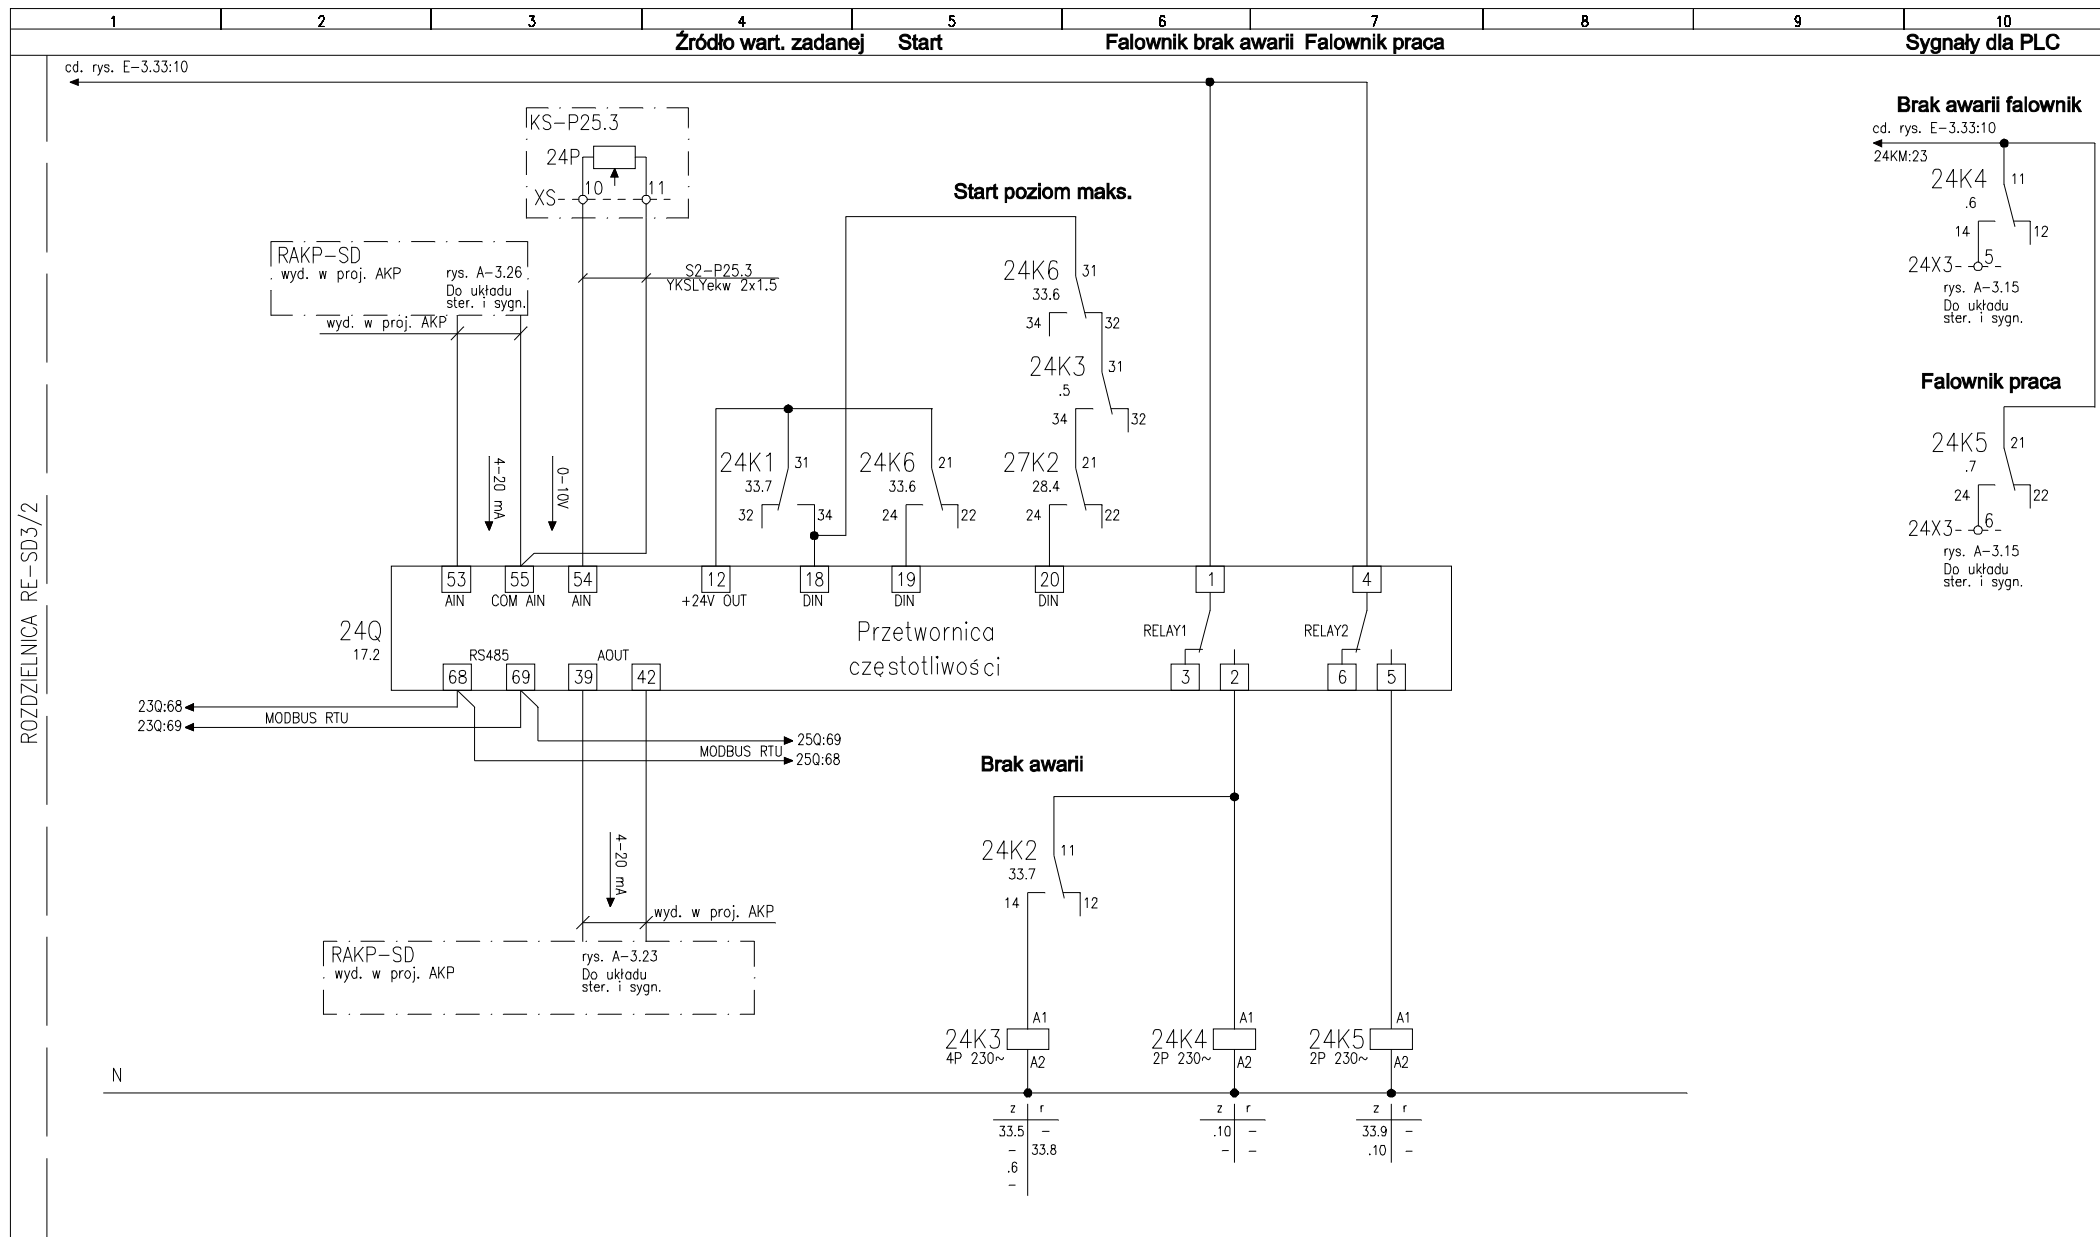 1 2 3 4 5 6 7 8 9 10
Źródło wart. zadanej Start Falownik brak awarii Falownik praca Sygnały dla PLC
cd. rys. E-3.33:10
KS-P25.3
24P
10 11
XS
RAKP-SD
wyd. w proj. AKP
rys. A-3.26
Do układu
ster. i sygn.
wyd. w proj. AKP
S2-P25.3
YKSLYekw 2x1.5
4-20 mA
0-10V
Start poziom maks.
24K6
33.6
31
34 32
24K3
.5
31
34 32
24K1
33.7
31
32 34
24K6
33.6
21
24 22
27K2
28.4
21
24 22
Brak awarii falownik
cd. rys. E-3.33:10
24KM:23
24K4
.6
11
14 12
24X3 5
rys. A-3.15
Do układu
ster. i sygn.
Falownik praca
24K5
.7
21
24 22
24X3 6
rys. A-3.15
Do układu
ster. i sygn.
ROZDZIELNICA RE-SD3/2
53 55 54 12 18 19 20 1 4
AIN COM AIN AIN +24V OUT DIN DIN DIN
24Q
17.2
Przetwornica
częstotliwości
RELAY1 RELAY2
RS485 AOUT
68 69 39 42 3 2 6 5
23Q:68
23Q:69
MODBUS RTU
25Q:69
MODBUS RTU
25Q:68
Brak awarii
24K2
33.7
11
14 12
4-20 mA
wyd. w proj. AKP
RAKP-SD
wyd. w proj. AKP
rys. A-3.23
Do układu
ster. i sygn.
24K3
4P 230~
A1
A2
24K4
2P 230~
A1
A2
24K5
2P 230~
A1
A2
N
z r
33.5 -
- 33.8
.6
-
z r
.10 -
- -
z r
33.9 -
.10 -